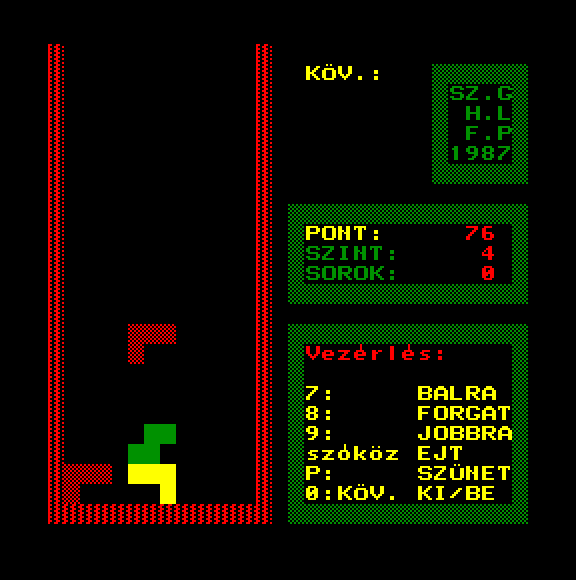 KÖV.:
SZ.G
H.L
F.P
1987
PONT: 76
SZINT: 4
SOROK: 0
Vezérlés:
7: BALRA
8: FORGAT
9: JOBBRA
szóköz EJT
P: SZÜNET
0:KÖV. KI/BE